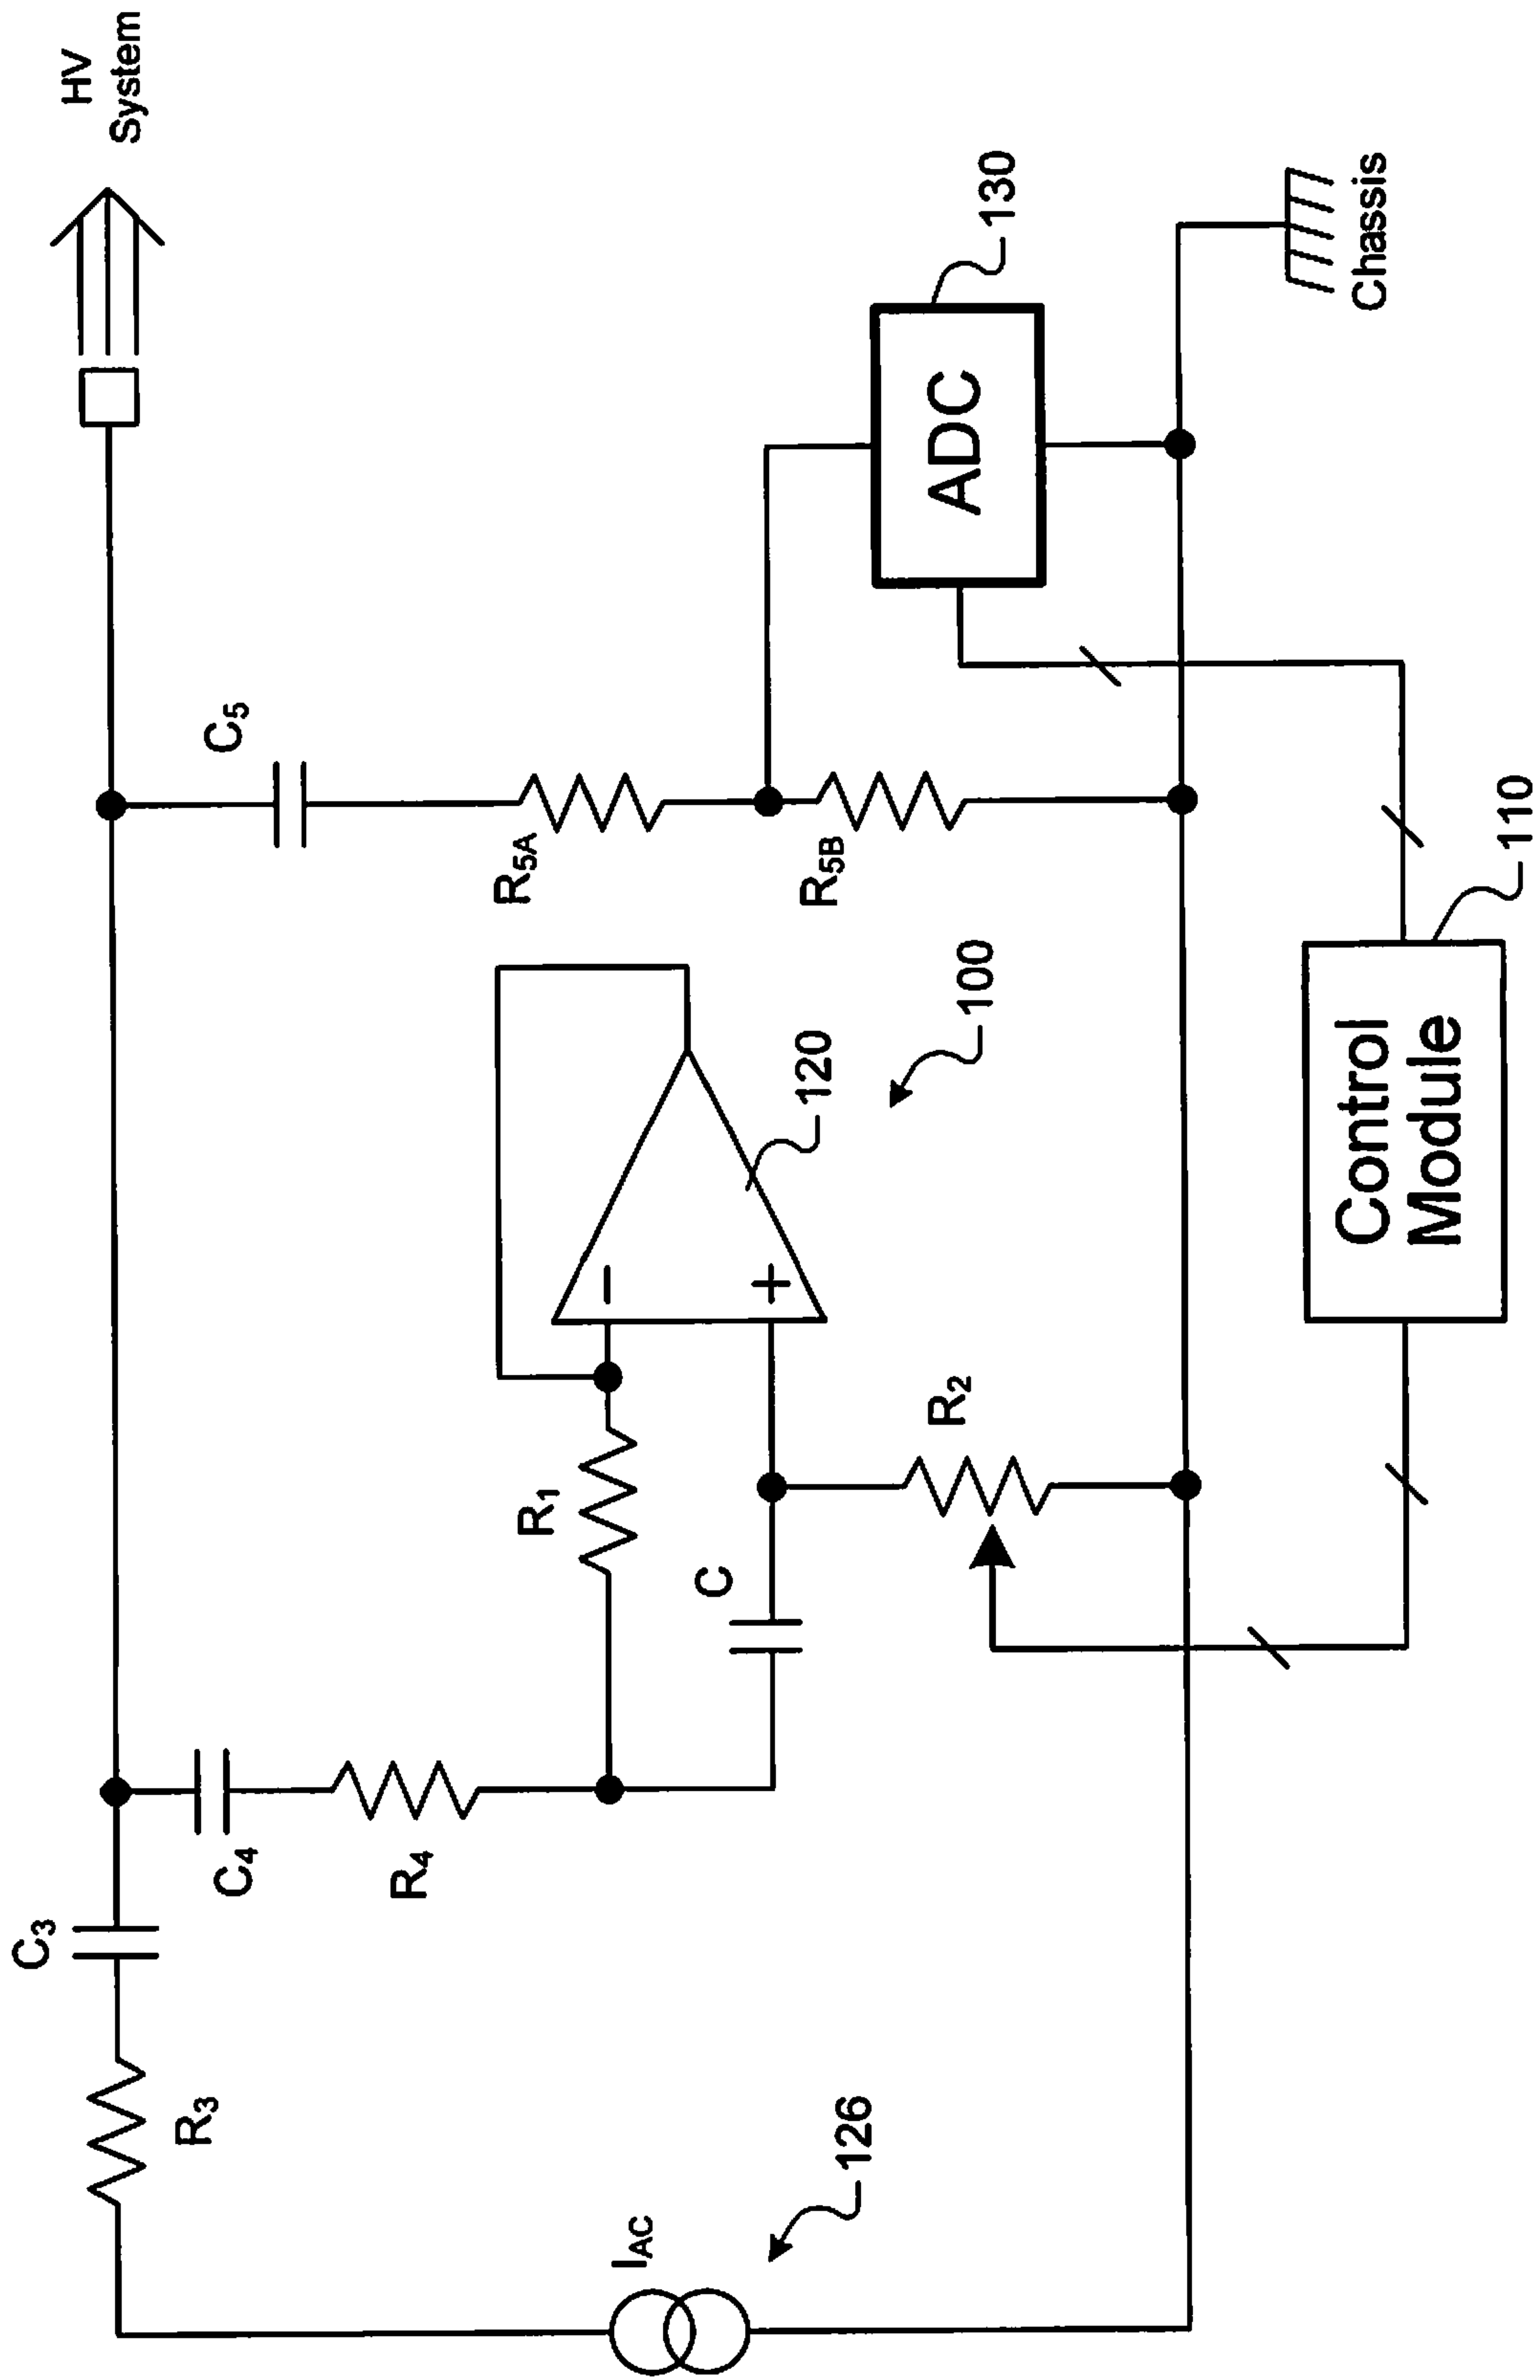 HV
System
C5
R5A
R5B
ADC
130
Chassis
C3
R3
C4
R4
R1
C
R2
−
+
120
100
IAC
126
Control
Module
110